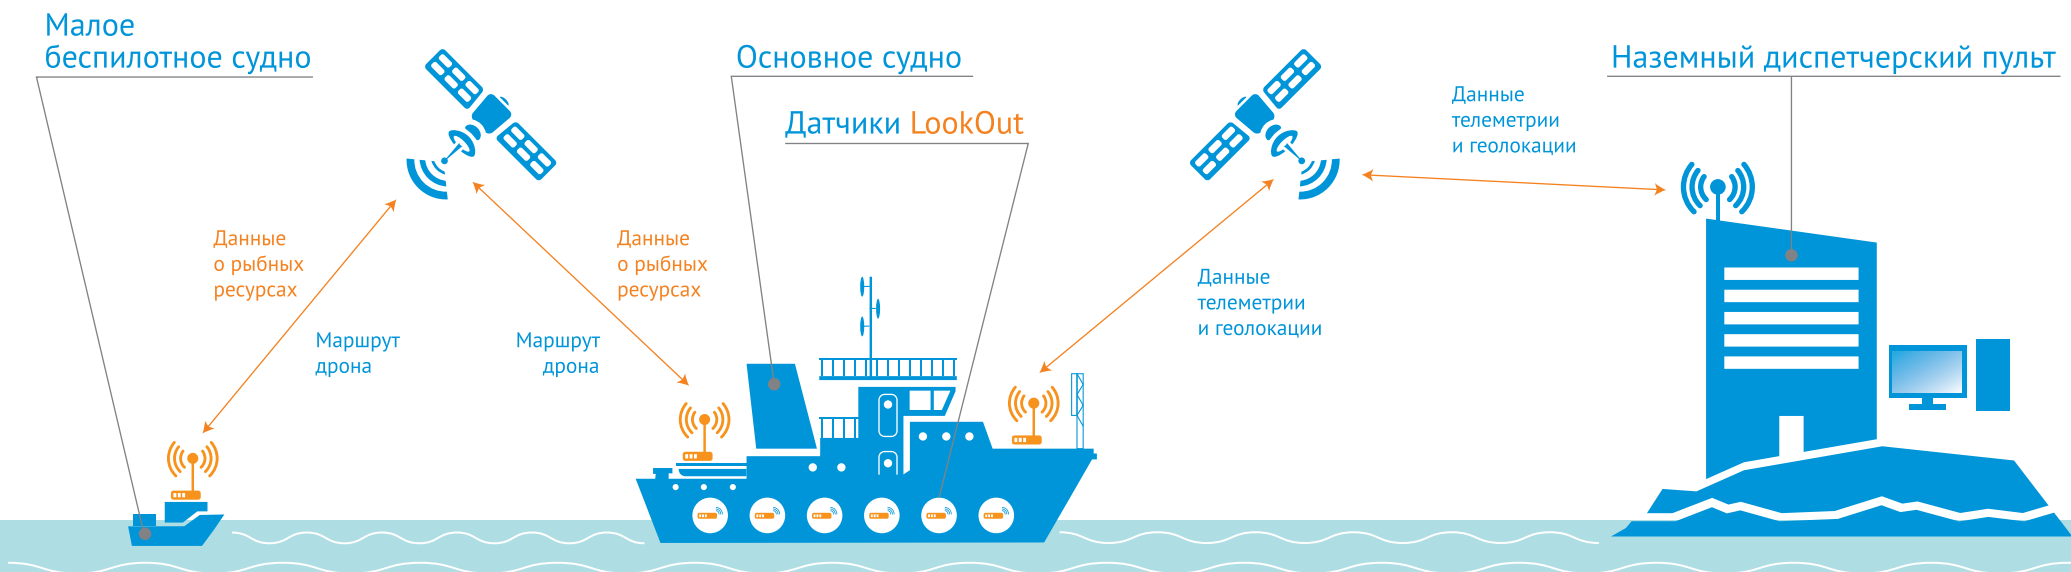 Малое
беспилотное судно
Основное судно
Датчики LookOut
Наземный диспетчерский пульт
Данные
телеметрии
и геолокации
Данные
о рыбных
ресурсах
Маршрут
дрона
Данные
о рыбных
ресурсах
Маршрут
дрона
Данные
телеметрии
и геолокации